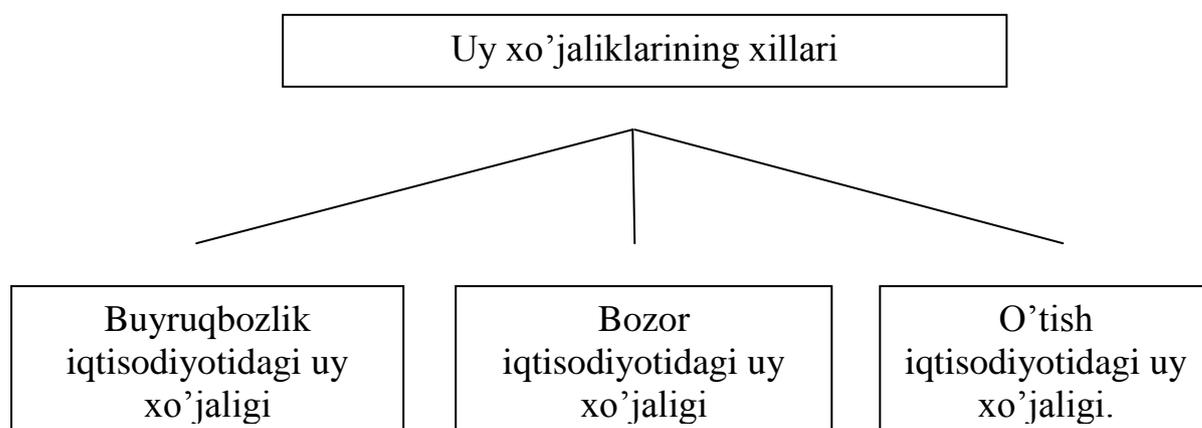 Uy xo’jaliklarining xillari
Buyruqbozlik
iqtisodiyotidagi uy
xo’jaligi
Bozor
iqtisodiyotidagi uy
xo’jaligi
O’tish
iqtisodiyotidagi uy
xo’jaligi.